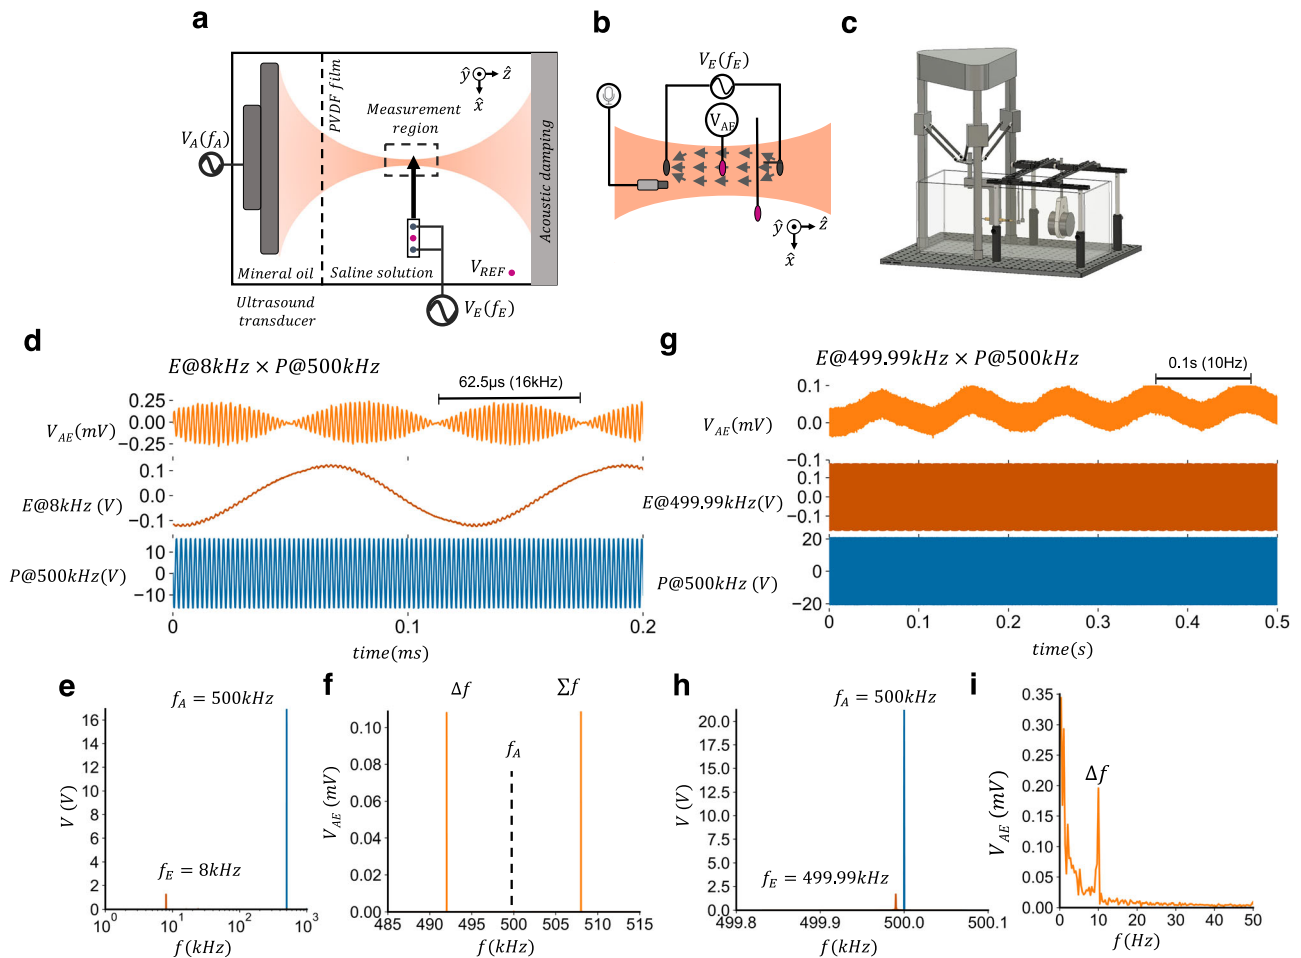 a
V_A(f_A)
PVDF film
ŷ ẑ
x̂
Measurement
region
Acoustic damping
Mineral oil
Saline solution
V_REF
Ultrasound
transducer
V_E(f_E)
b
V_E(f_E)
V_AE
ŷ ẑ
x̂
c
d
E@8kHz × P@500kHz
62.5µs (16kHz)
V_AE(mV)
0.25
0.00
−0.25
E@8kHz (V)
0.1
0.0
−0.1
P@500kHz(V)
10
0
−10
0 0.1 0.2
time(ms)
g
E@499.99kHz × P@500kHz
0.1s (10Hz)
V_AE(mV)
0.1
0.0
−0.1
E@499.99kHz(V)
0.1
0.0
−0.1
P@500kHz (V)
20
0
−20
0 0.1 0.2 0.3 0.4 0.5
time(s)
e
f_A = 500kHz
V (V)
16
14
12
10
8
6
4
2
0
f_E = 8kHz
10^0 10^1 10^2 10^3
f(kHz)
f
Δf Σf
f_A
V_AE (mV)
0.10
0.08
0.06
0.04
0.02
0.00
485 490 495 500 505 510 515
f(kHz)
h
f_A = 500kHz
V (V)
20.0
17.5
15.0
12.5
10.0
7.5
5.0
2.5
0.0
f_E = 499.99kHz
499.8 499.9 500.0 500.1
f(kHz)
i
V_AE (mV)
0.35
0.30
0.25
0.20
0.15
0.10
0.05
0.00
Δf
0 10 20 30 40 50
f(Hz)